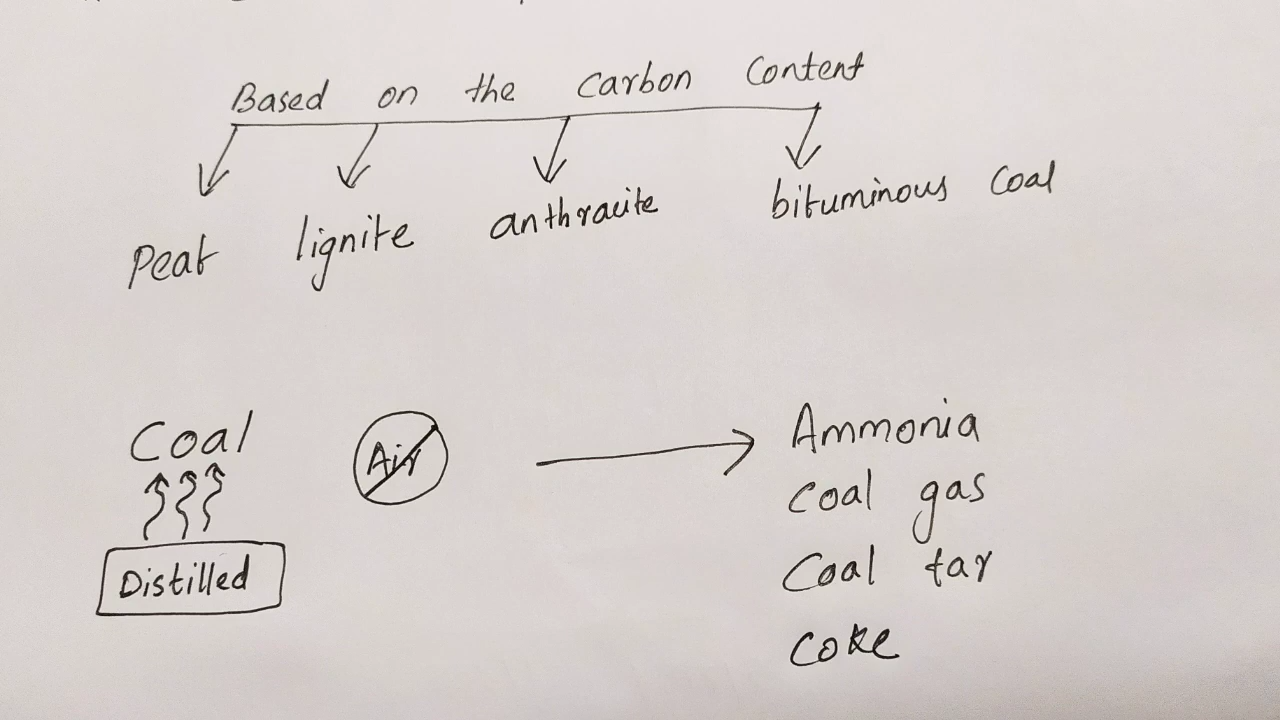 Based on the Carbon Content
Peat lignite anthracite bituminous Coal
Coal Air Ammonia
Coal gas
Distilled Coal tar
Coke